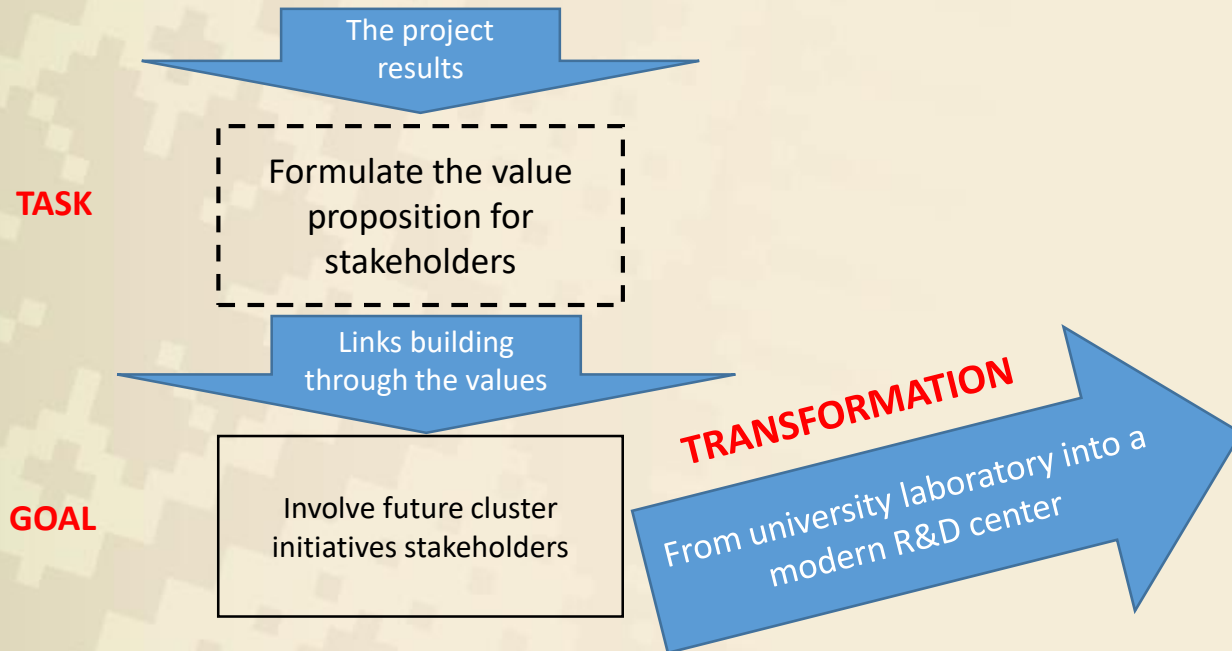 The project
results
TASK
Formulate the value
proposition for
stakeholders
Links building
through the values
GOAL
Involve future cluster
initiatives stakeholders
TRANSFORMATION
From university laboratory into a
modern R&D center